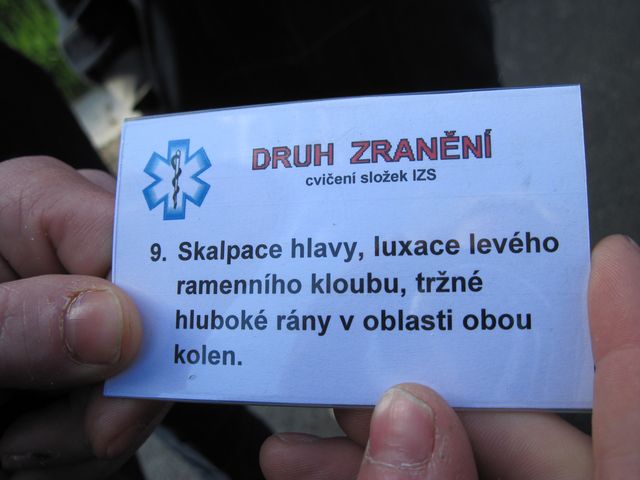 DRUH ZRANĚNÍ
cvičení složek IZS
9. Skalpace hlavy, luxace levého
ramenního kloubu, tržné
hluboké rány v oblasti obou
kolen.